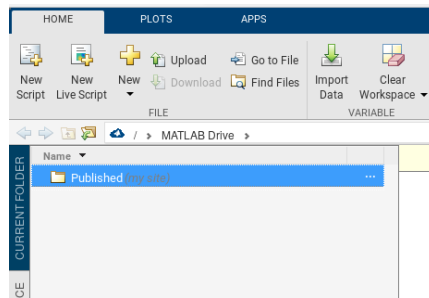 HOME PLOTS APPS
New Script
New Live Script
New
Upload
Download
Go to File
Find Files
Import Data
Clear Workspace
FILE VARIABLE
/ > MATLAB Drive >
CURRENT FOLDER
Name
Published (my site)
CE